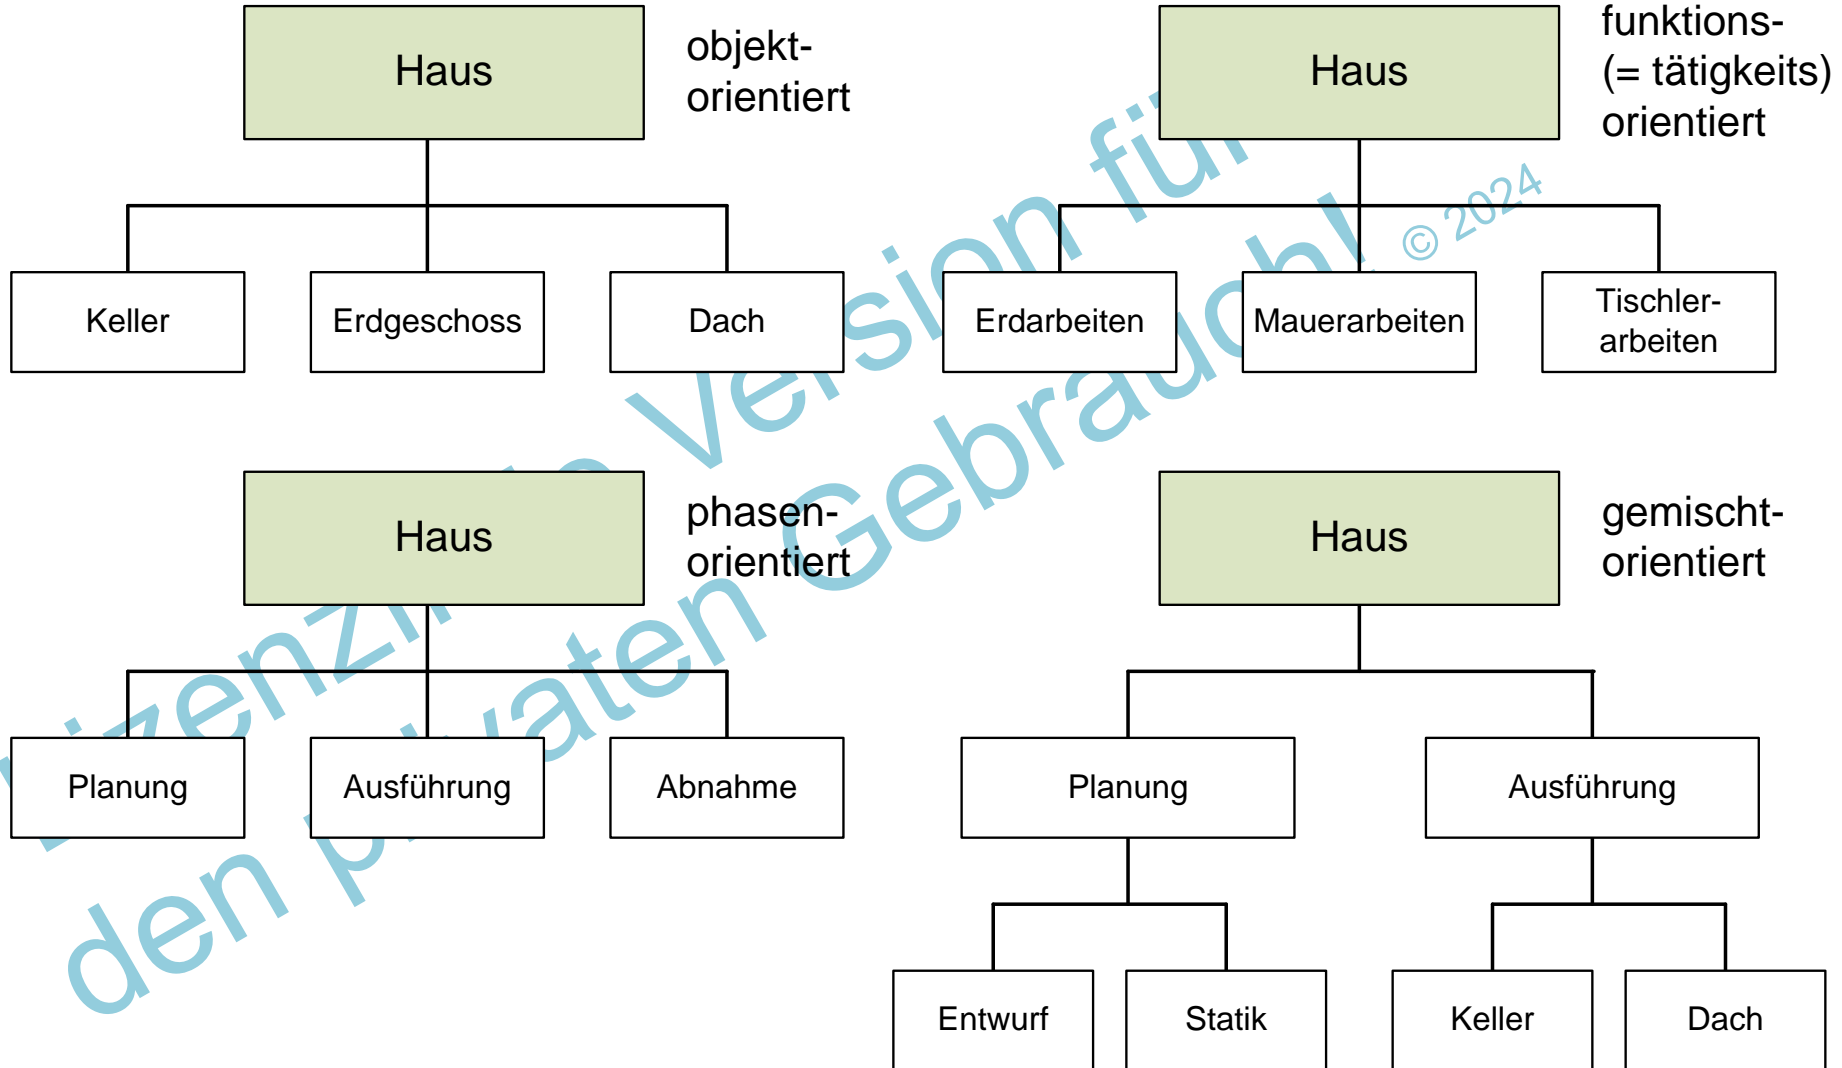 Haus
objekt-
orientiert
Keller
Erdgeschoss
Dach
Haus
funktions-
(= tätigkeits)
orientiert
Erdarbeiten
Mauerarbeiten
Tischler-
arbeiten
Haus
phasen-
orientiert
Planung
Ausführung
Abnahme
Haus
gemischt-
orientiert
Planung
Ausführung
Entwurf
Statik
Keller
Dach
Version für
den privaten Gebrauch! © 2024